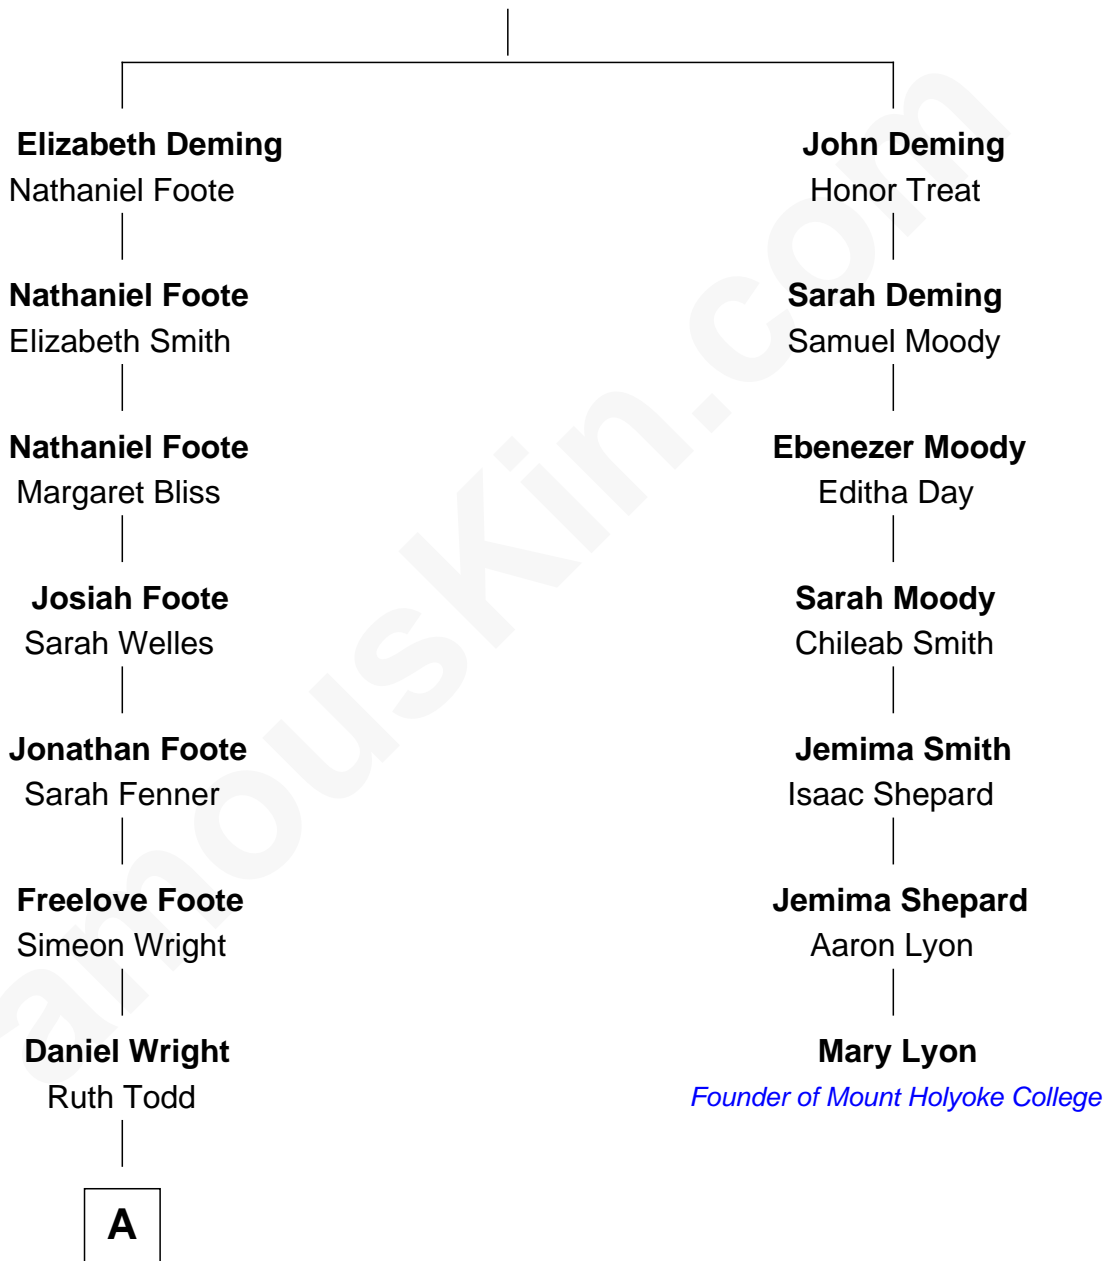 Elizabeth Deming
Nathaniel Foote
Nathaniel Foote
Elizabeth Smith
Nathaniel Foote
Margaret Bliss
Josiah Foote
Sarah Welles
Jonathan Foote
Sarah Fenner
Freelove Foote
Simeon Wright
Daniel Wright
Ruth Todd
A
John Deming
Honor Treat
Sarah Deming
Samuel Moody
Ebenezer Moody
Editha Day
Sarah Moody
Chileab Smith
Jemima Smith
Isaac Shepard
Jemima Shepard
Aaron Lyon
Mary Lyon
Founder of Mount Holyoke College
amousKin.com